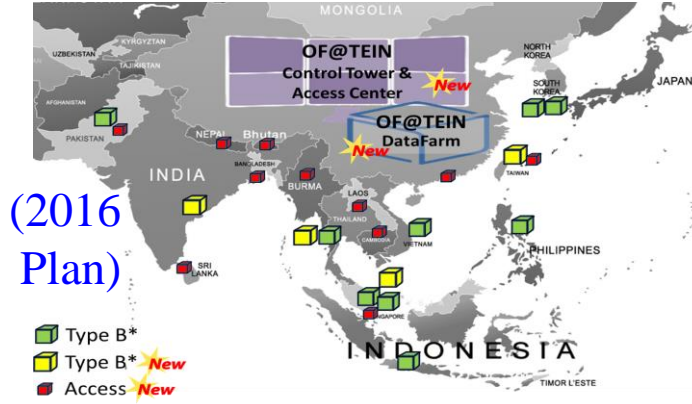 MONGOLIA
KYRGYZTAN
UZBEKISTAN
TAJIKISTAN
AFGHANISTAN
PAKISTAN
NEPAL
Bhutan
BANGLADESH
INDIA
BURMA
LAOS
THAILAND
CAMBODIA
VIETNAM
SRI
LANKA
NORTH
KOREA
SOUTH
KOREA
JAPAN
TAIWAN
PHILIPPINES
INDONESIA
TIMOR L'ESTE
OF@TEIN
Control Tower &
Access Center
New
OF@TEIN
DataFarm
New
(2016
Plan)
Type B*
Type B* New
Access New